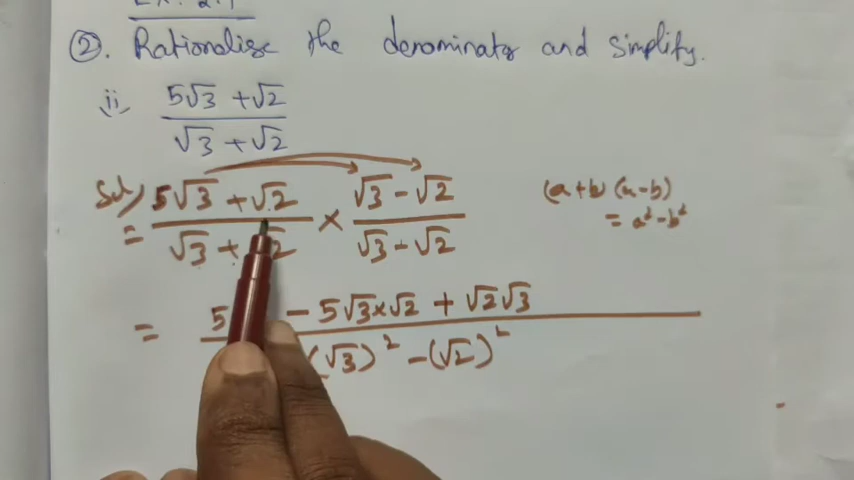 ②. Rationalise the denominator and simplify.
ii) (5√3 + √2)/(√3 + √2)
Sol) = (5√3 + √2)/(√3 + √2) × (√3 - √2)/(√3 - √2)
(a+b)(a-b)
= a² - b²
= (5 - 5√3×√2 + √2√3)/((√3)² - (√2)²)